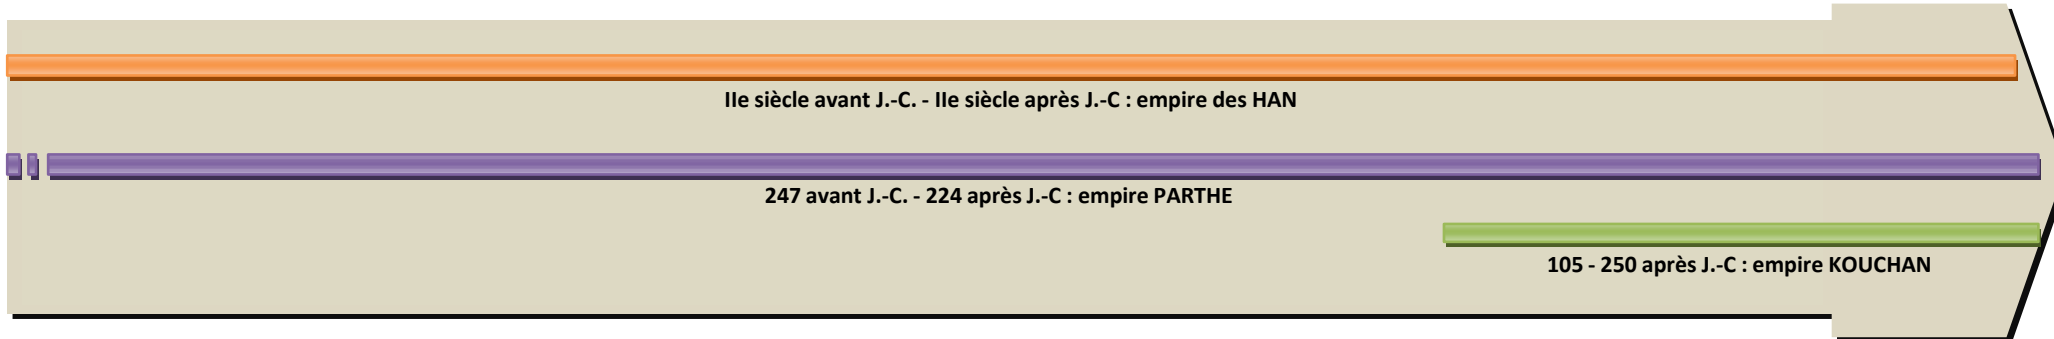 IIe siècle avant J.-C. - IIe siècle après J.-C : empire des HAN
247 avant J.-C. - 224 après J.-C : empire PARTHE
105 - 250 après J.-C : empire KOUCHAN